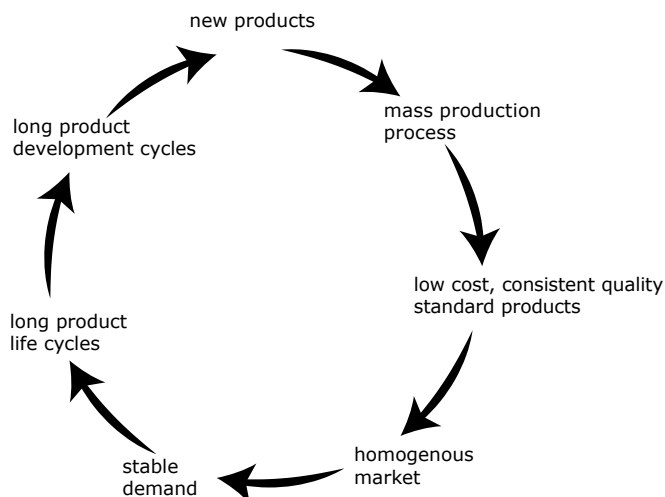 new products
mass production
process
low cost, consistent quality
standard products
homogenous
market
stable
demand
long product
life cycles
long product
development cycles